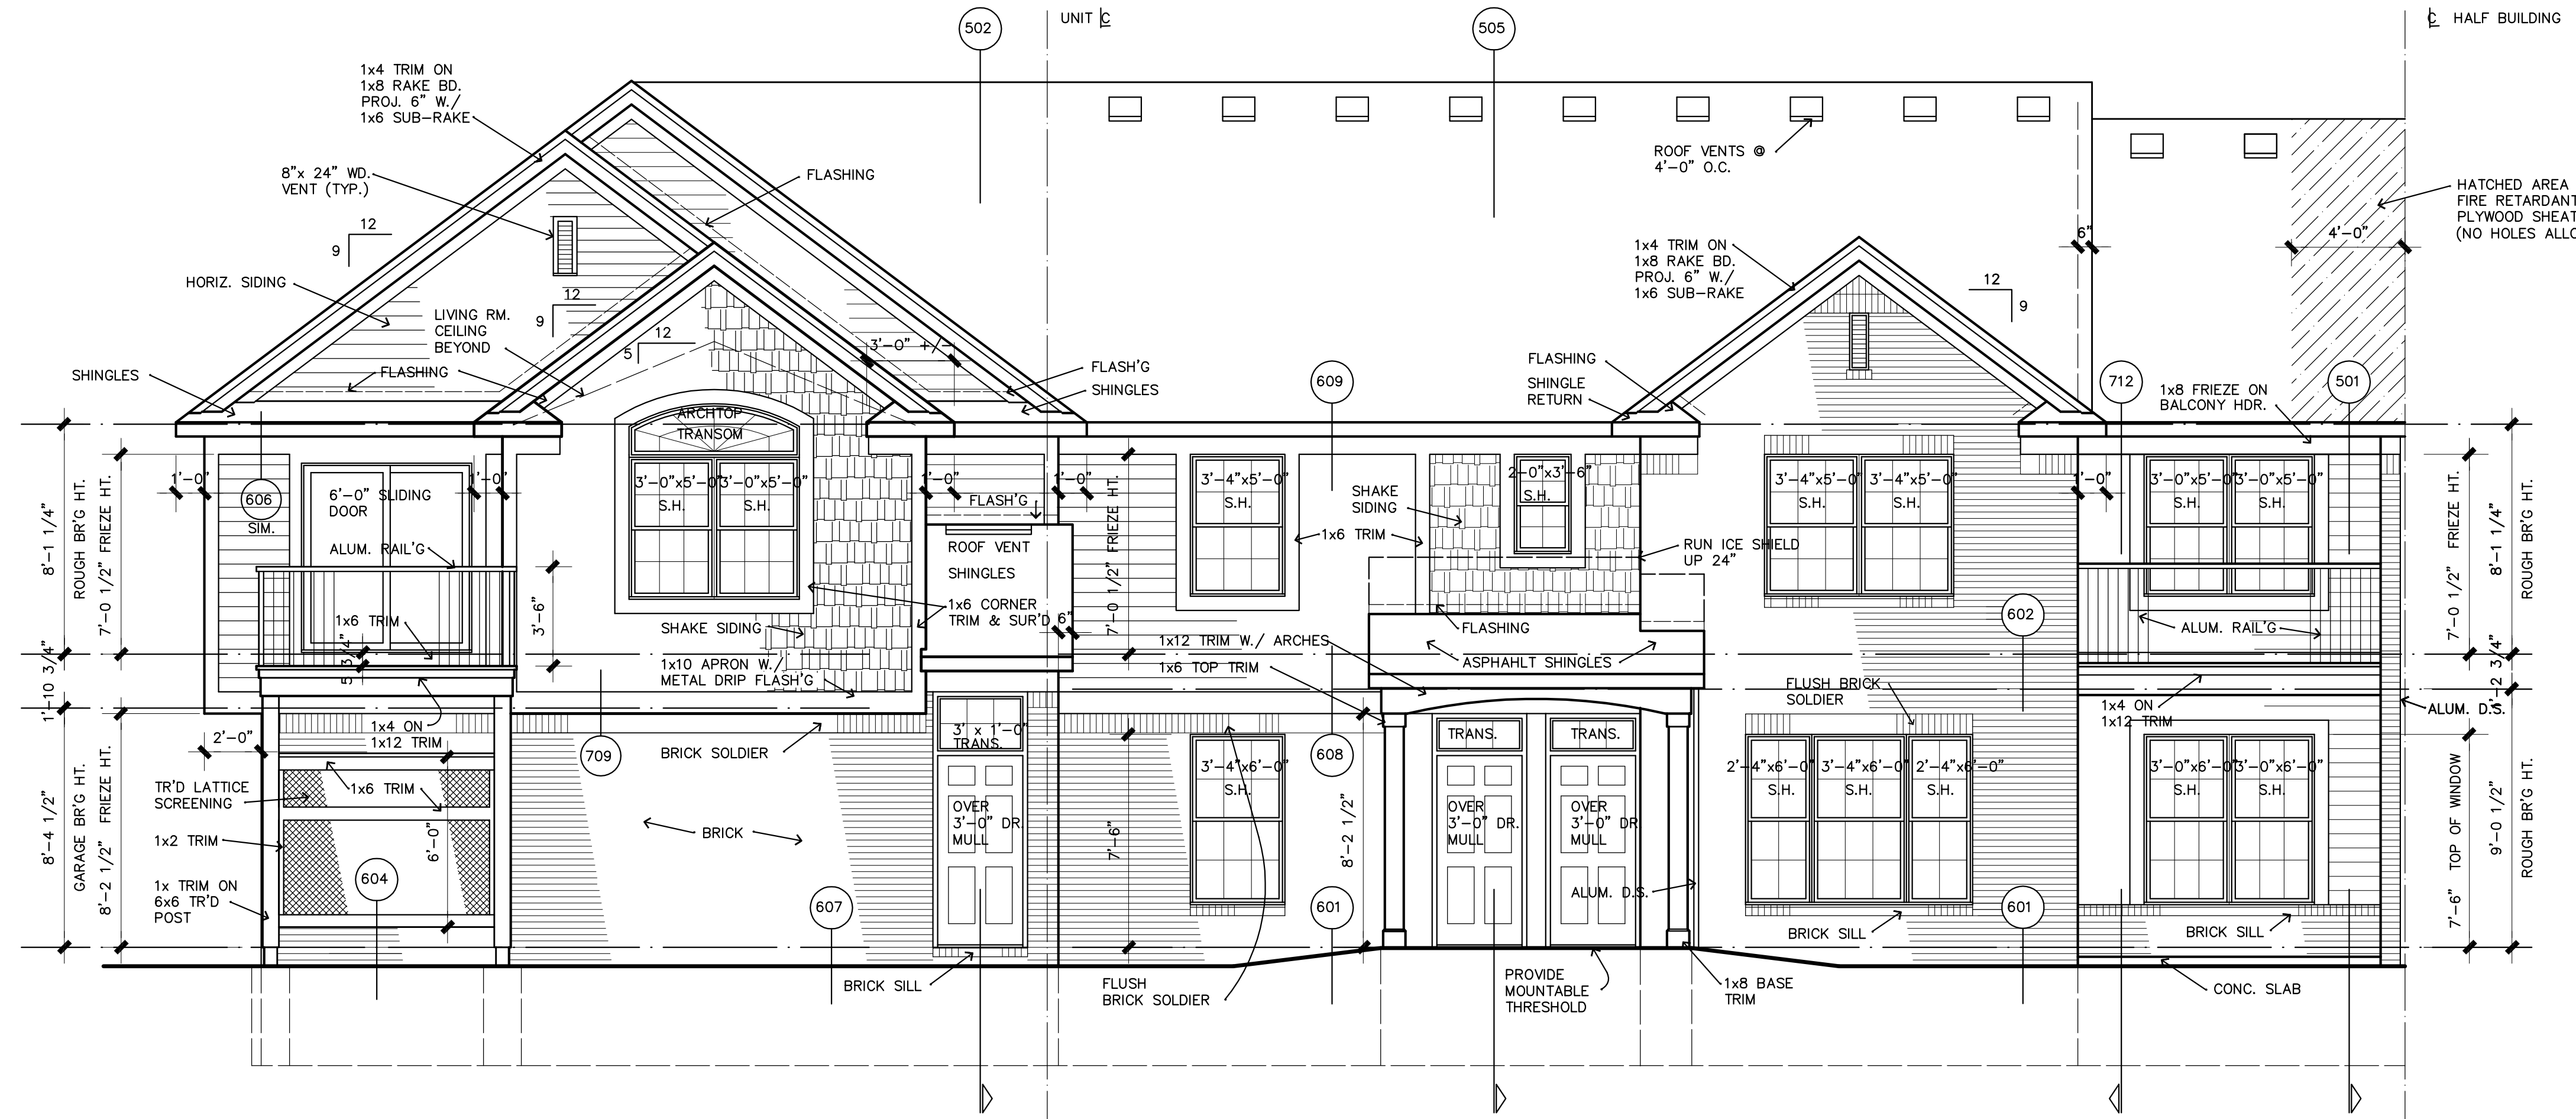 502
UNIT C
505
C HALF BUILDING
1x4 TRIM ON
1x8 RAKE BD.
PROJ. 6" W./
1x6 SUB-RAKE
8"x 24" WD.
VENT (TYP.)
FLASHING
ROOF VENTS @
4'-0" O.C.
HATCHED AREA
FIRE RETARDANT
PLYWOOD
(NO HOLES
12
9
6"
4'-0"
1x4 TRIM ON
1x8 RAKE BD.
PROJ. 6" W./
1x6 SUB-RAKE
12
9
HORIZ. SIDING
12
9
LIVING RM.
CEILING
BEYOND
12
5
3'-0" +/-
FLASHING
SHINGLES
FLASH'G
SHINGLES
FLASHING
SHINGLE
RETURN
609
712
501
1x8 FRIEZE ON
BALCONY HDR.
ARCHTOP
TRANSOM
1'-0"
606
SIM.
6'-0" SLIDING
DOOR
1'-0"
3'-0"x5'-0"
S.H.
3'-0"x5'-0"
S.H.
1'-0"
1'-0"
FLASH'G
3'-4"x5'-0"
S.H.
SHAKE
SIDING
2-0"x3'-6"
S.H.
3'-4"x5'-0"
S.H.
3'-4"x5'-0"
S.H.
1'-0"
3'-0"x5'-0"
S.H.
3'-0"x5'-0"
S.H.
8'-1 1/4"
ROUGH BR'G HT.
7'-0 1/2" FRIEZE HT.
ALUM. RAIL'G
ROOF VENT
SHINGLES
7'-0 1/2" FRIEZE HT.
1x6 TRIM
RUN ICE SHIELD
UP 24"
7'-0 1/2" FRIEZE HT.
8'-1 1/4"
ROUGH BR'G HT.
1x6 TRIM
3'-6"
1x6 CORNER
TRIM & SUR'D
6"
SHAKE SIDING
FLASHING
602
ALUM. RAIL'G
1x12 TRIM W./ ARCHES
1x6 TOP TRIM
ASPHAHLT SHINGLES
5 3/4"
1x10 APRON W./
METAL DRIP FLASH'G
1'-10 3/4"
FLUSH BRICK
SOLDIER
1x4 ON
1x12 TRIM
ALUM. D.S.
1x4 ON
1x12 TRIM
2'-0"
709
BRICK SOLDIER
3' x 1'-0"
TRANS.
608
TRANS.
TRANS.
3'-4"x6'-0"
S.H.
2'-4"x6'-0"
S.H.
3'-4"x6'-0"
S.H.
2'-4"x6'-0"
S.H.
3'-0"x6'-0"
S.H.
3'-0"x6'-0"
S.H.
TR'D LATTICE
SCREENING
1x6 TRIM
8'-4 1/2"
GARAGE BR'G HT.
8'-2 1/2" FRIEZE HT.
1x2 TRIM
6'-0"
BRICK
OVER
3'-0" DR.
MULL
7'-6"
8'-2 1/2"
OVER
3'-0" DR.
MULL
OVER
3'-0" DR
MULL
7'-6" TOP OF WINDOW
9'-0 1/2"
ROUGH BR'G HT.
604
1x TRIM ON
6x6 TR'D
POST
607
601
ALUM. D.S.
601
BRICK SILL
BRICK SILL
BRICK SILL
FLUSH
BRICK SOLDIER
PROVIDE
MOUNTABLE
THRESHOLD
1x8 BASE
TRIM
CONC. SLAB